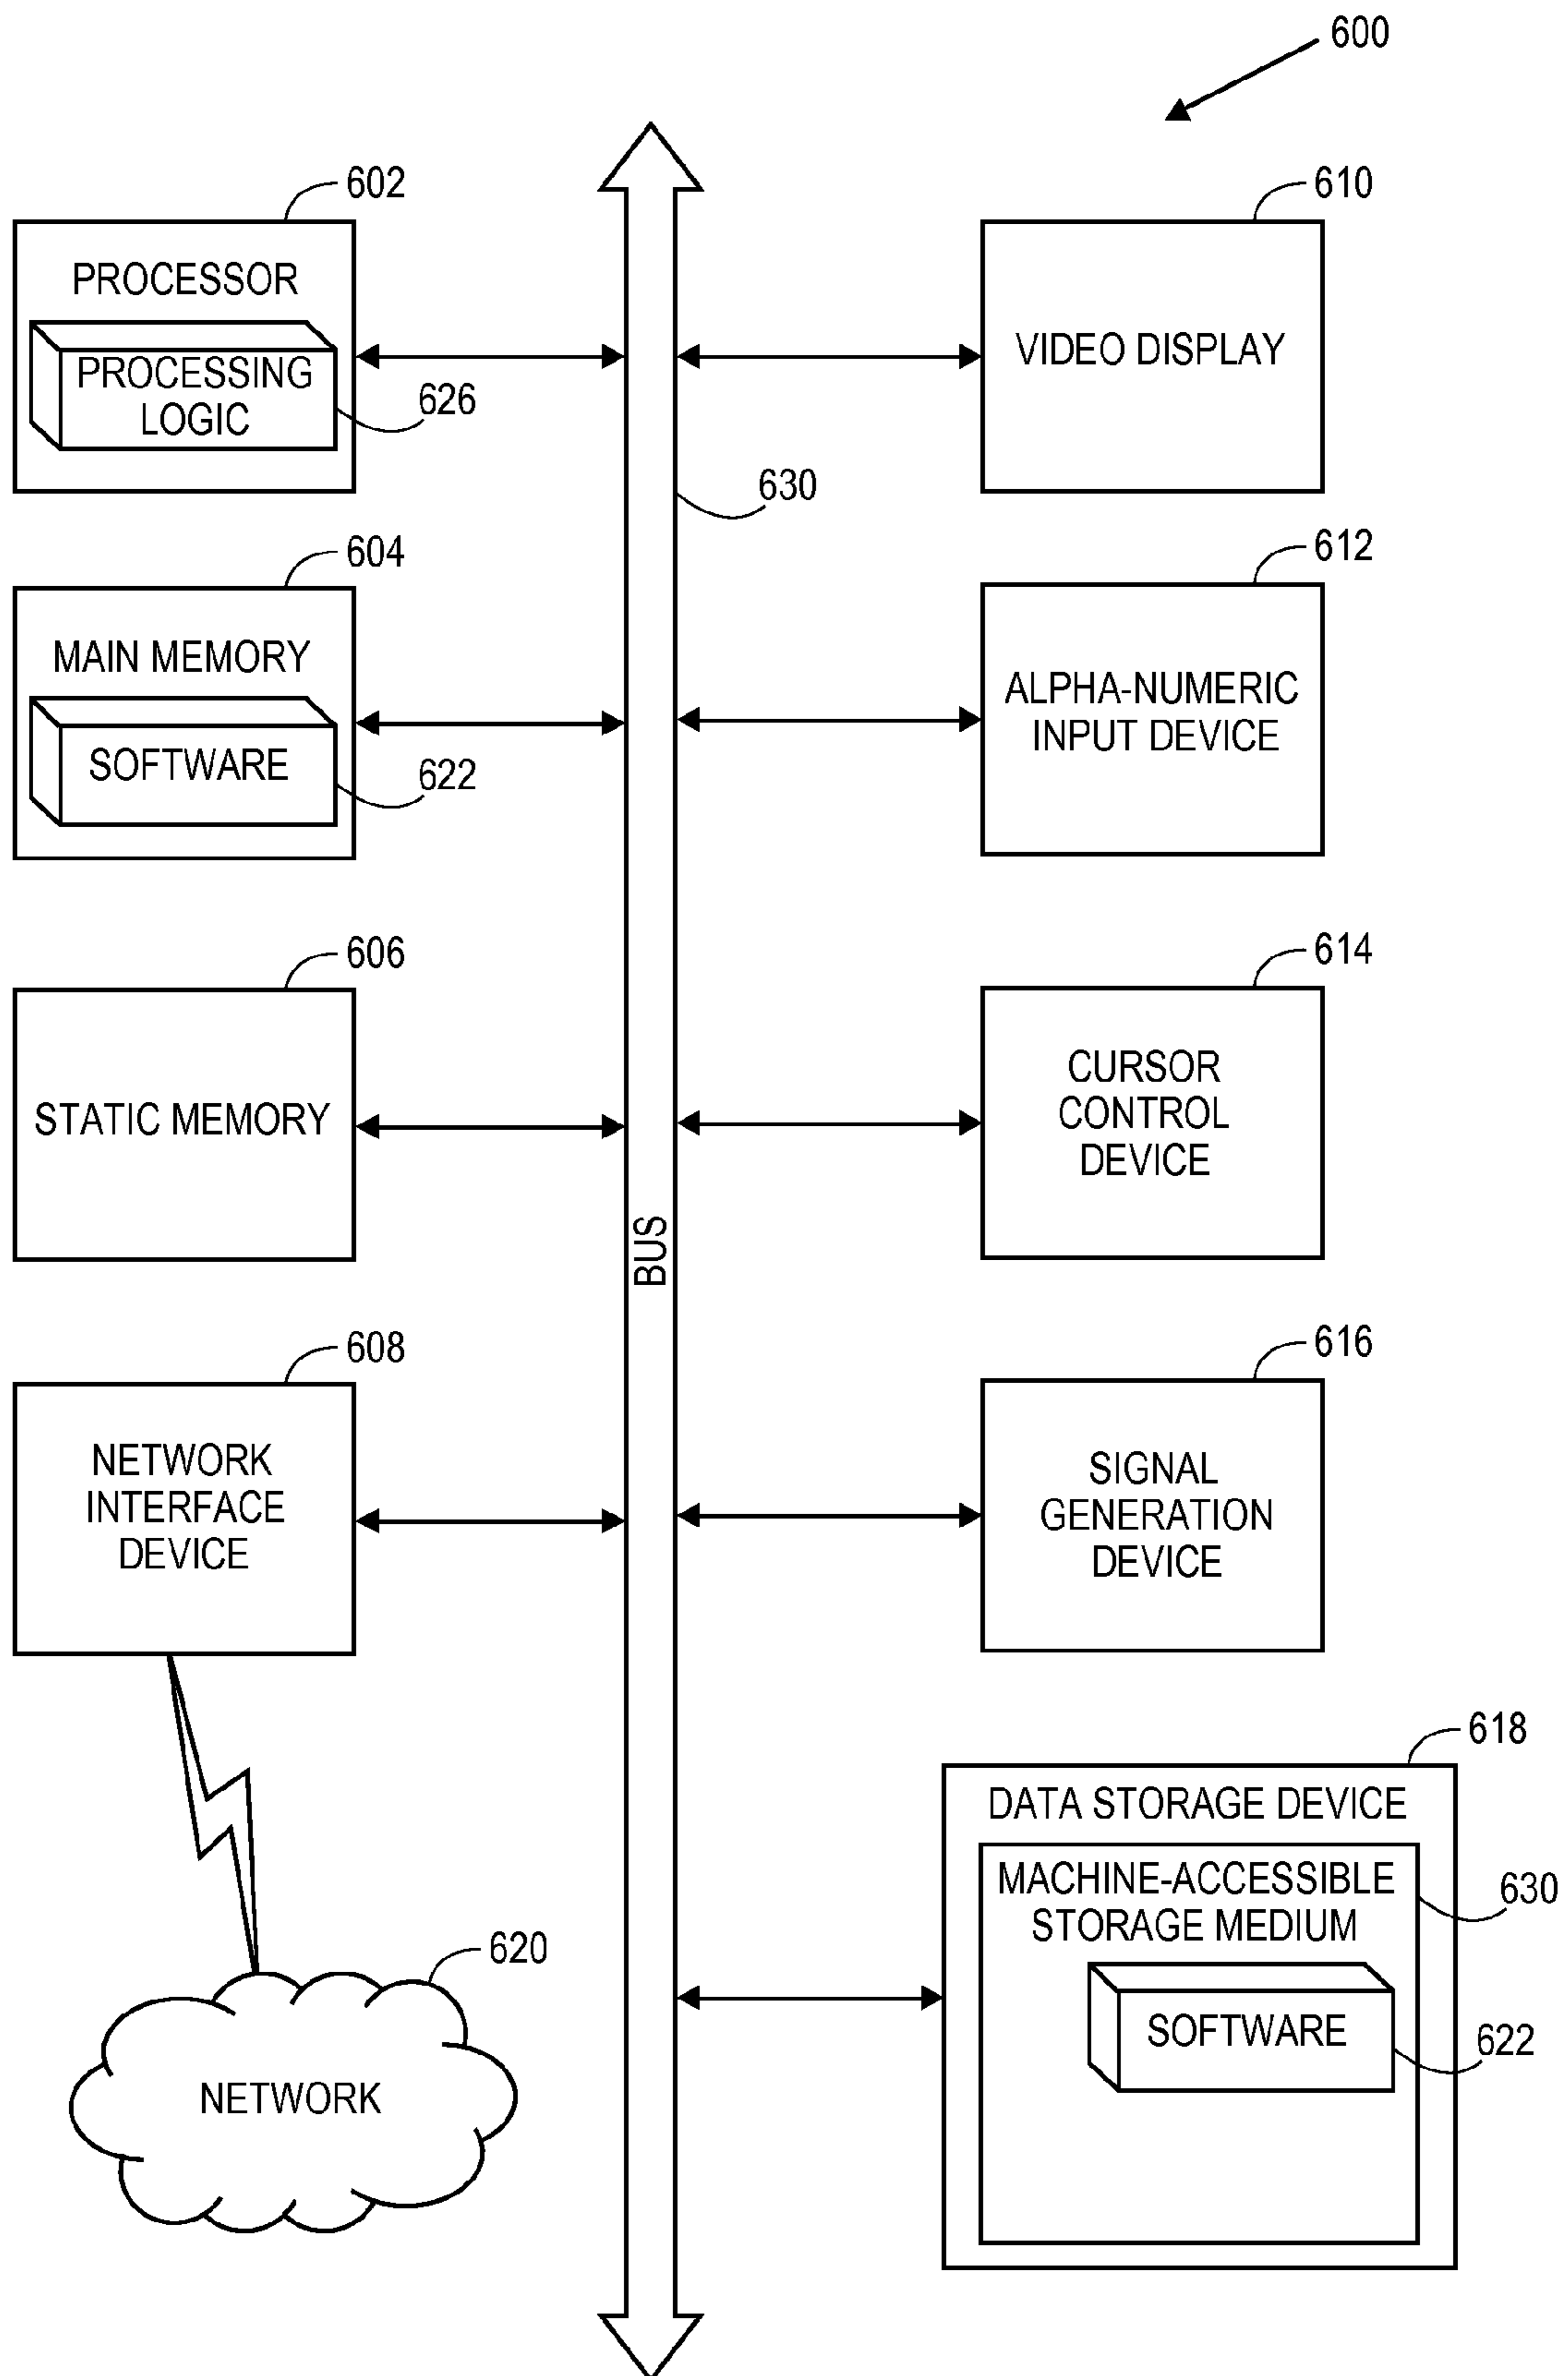 600
602
PROCESSOR
PROCESSING
LOGIC
626
610
VIDEO DISPLAY
630
604
MAIN MEMORY
SOFTWARE
622
612
ALPHA-NUMERIC
INPUT DEVICE
606
STATIC MEMORY
614
CURSOR
CONTROL
DEVICE
BUS
608
NETWORK
INTERFACE
DEVICE
616
SIGNAL
GENERATION
DEVICE
618
DATA STORAGE DEVICE
MACHINE-ACCESSIBLE
STORAGE MEDIUM
630
SOFTWARE
622
620
NETWORK